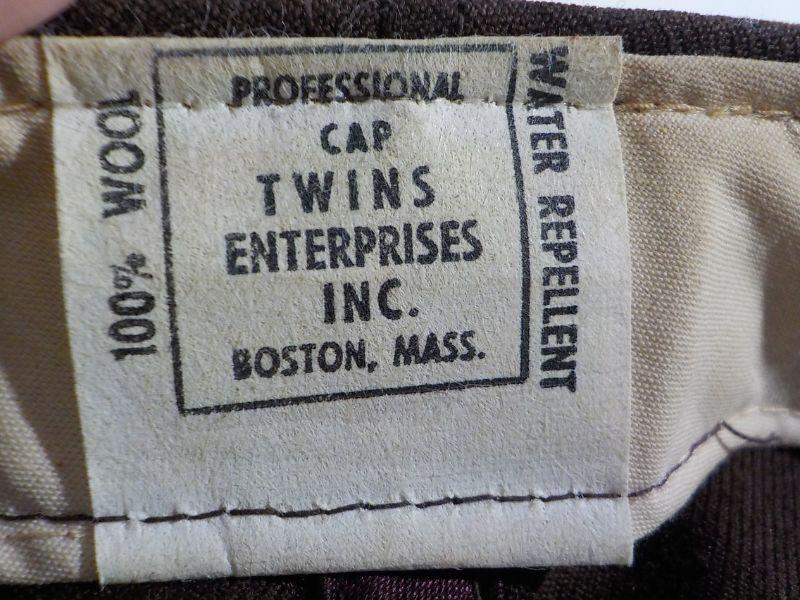 100% WOOL
PROFESSIONAL
CAP
TWINS
ENTERPRISES
INC.
BOSTON, MASS.
WATER REPELLENT